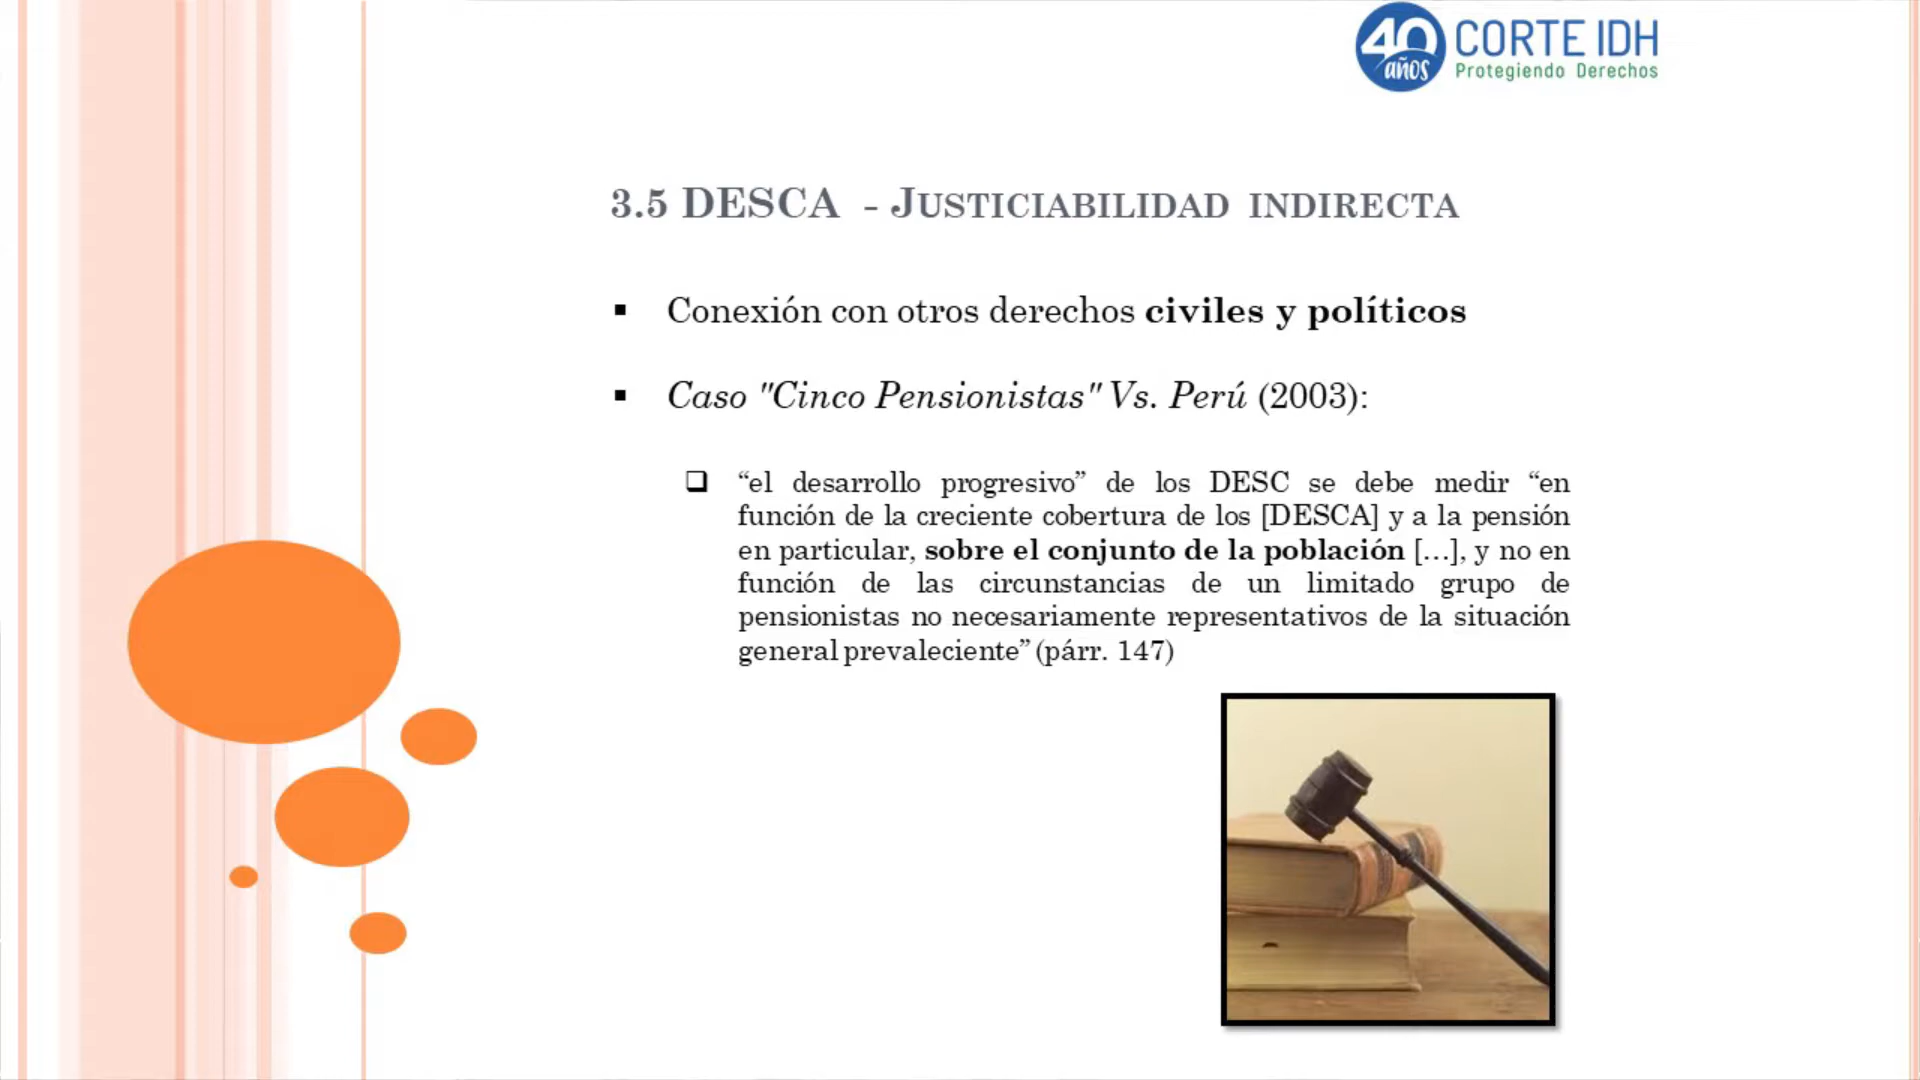 40 años CORTE IDH
Protegiendo Derechos
3.5 DESCA - JUSTICIABILIDAD INDIRECTA
▪ Conexión con otros derechos civiles y políticos
▪ Caso "Cinco Pensionistas" Vs. Perú (2003):
❑ “el desarrollo progresivo” de los DESC se debe medir “en
función de la creciente cobertura de los [DESCA] y a la pensión
en particular, sobre el conjunto de la población [...], y no en
función de las circunstancias de un limitado grupo de
pensionistas no necesariamente representativos de la situación
general prevaleciente” (párr. 147)